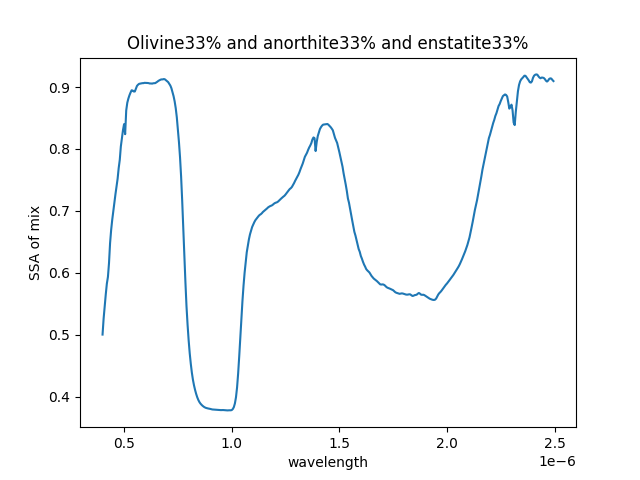 Olivine33% and anorthite33% and enstatite33%
SSA of mix
0.9
0.8
0.7
0.6
0.5
0.4
0.5 1.0 1.5 2.0 2.5
1e−6
wavelength